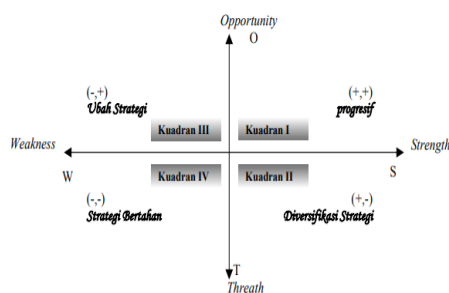 Opportunity
O
(-,+)
Ubah Strategi
(+,+)
progresif
Kuadran III
Kuadran I
Weakness
Strength
W
Kuadran IV
Kuadran II
S
(-,-)
Strategi Bertahan
(+,-)
Diversifikasi Strategi
T
Threath